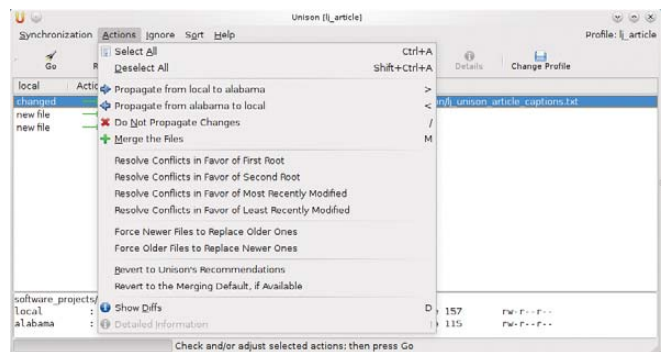 Unison [lj_article]
Synchronization Actions Ignore Sort Help Profile: lj_article
Go Details Change Profile
local Actio
Select All Ctrl+A
Deselect All Shift+Ctrl+A
Propagate from local to alabama >
Propagate from alabama to local <
Do Not Propagate Changes /
Merge the Files M
Resolve Conflicts in Favor of First Root
Resolve Conflicts in Favor of Second Root
Resolve Conflicts in Favor of Most Recently Modified
Resolve Conflicts in Favor of Least Recently Modified
Force Newer Files to Replace Older Ones
Force Older Files to Replace Newer Ones
Revert to Unison's Recommendations
Revert to the Merging Default, if Available
Show Diffs D
Detailed Information I
changed n/lj_unison_article_captions.txt
new file
new file
software_projects/
local : 157 rw-r--r--
alabama : 115 rw-r--r--
Check and/or adjust selected actions; then press Go